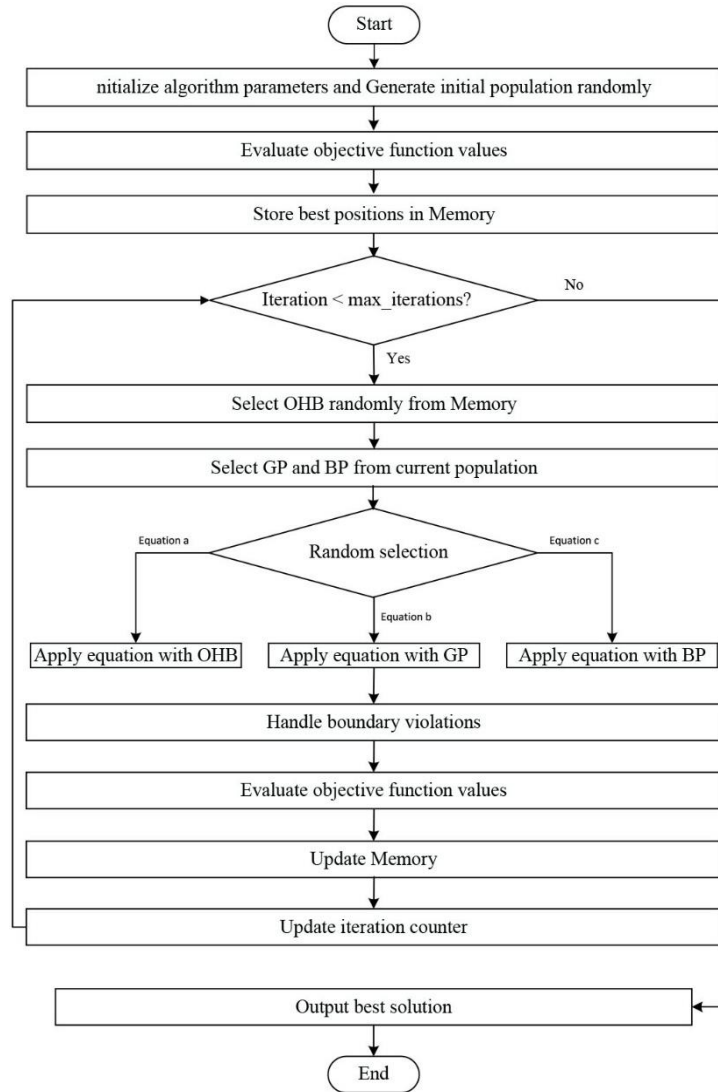 Start
nitialize algorithm parameters and Generate initial population randomly
Evaluate objective function values
Store best positions in Memory
Iteration < max_iterations?
No
Yes
Select OHB randomly from Memory
Select GP and BP from current population
Equation a
Random selection
Equation c
Equation b
Apply equation with OHB
Apply equation with GP
Apply equation with BP
Handle boundary violations
Evaluate objective function values
Update Memory
Update iteration counter
Output best solution
End